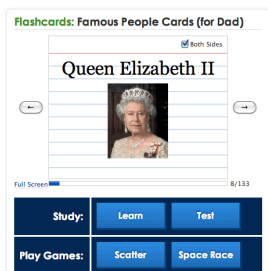 Flashcards: Famous People Cards (for Dad)
Both Sides
Queen Elizabeth II
←
→
Full Screen 8/133
Study: Learn Test
Play Games: Scatter Space Race